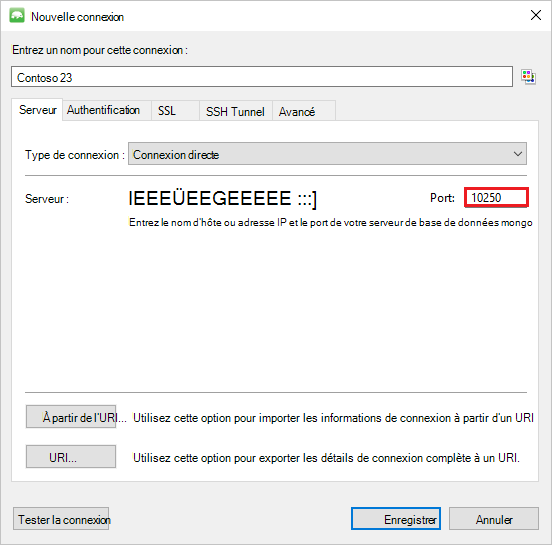 Nouvelle connexion
Entrez un nom pour cette connexion :
Contoso 23
Serveur Authentification SSL SSH Tunnel Avancé
Type de connexion : Connexion directe
Serveur : IEEEÜEEGEEEEE :::] Port: 10250
Entrez le nom d'hôte ou adresse IP et le port de votre serveur de base de données mongo
À partir de l'URI... Utilisez cette option pour importer les informations de connexion à partir d'un URI
URI... Utilisez cette option pour exporter les détails de connexion complète à un URI.
Tester la connexion Enregistrer Annuler